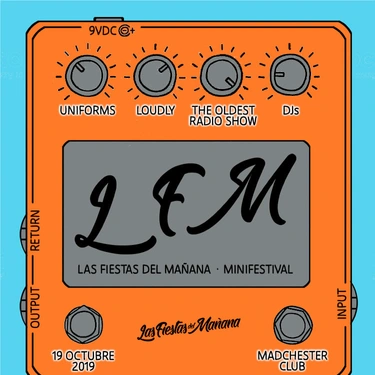 9VDC +
UNIFORMS
LOUDLY
THE OLDEST
RADIO SHOW
DJs
LFM
LAS FIESTAS DEL MAÑANA · MINIFESTIVAL
RETURN
OUTPUT
INPUT
Las Fiestas del Mañana
19 OCTUBRE
2019
MADCHESTER
CLUB